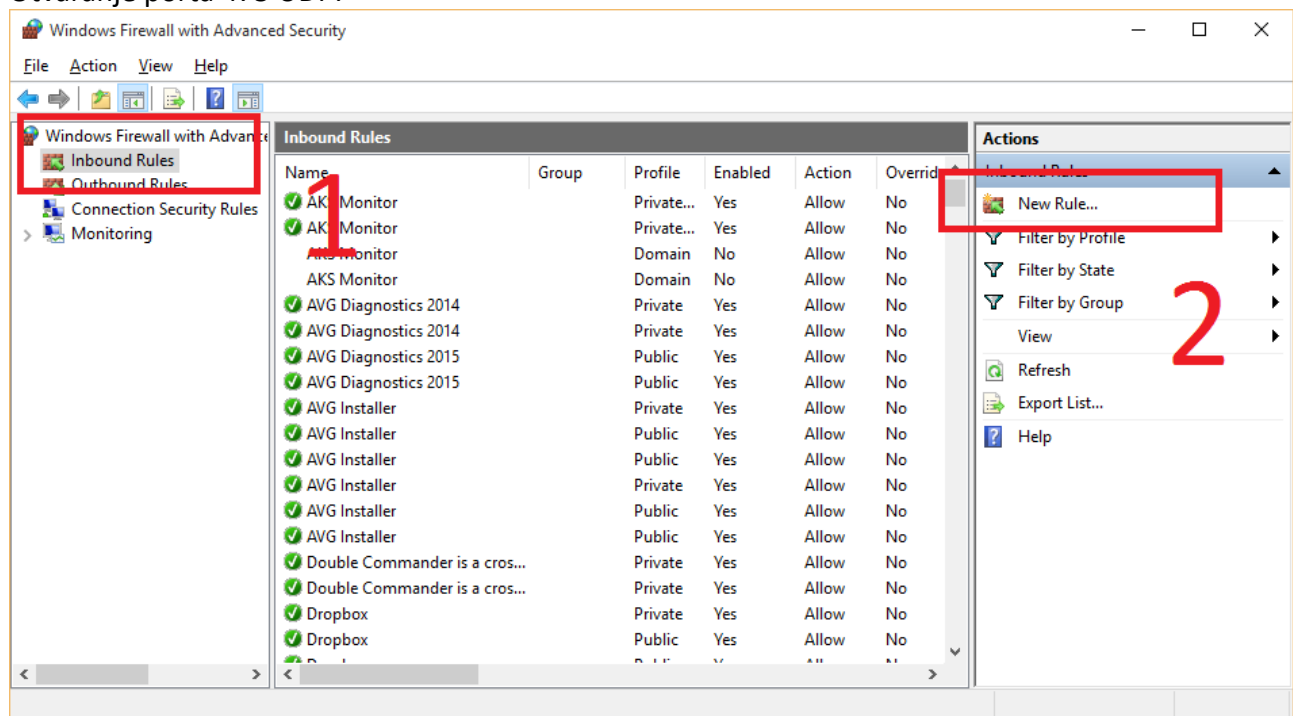 Windows Firewall with Advanced Security
File Action View Help
Windows Firewall with Advance
Inbound Rules
Outbound Rules
Connection Security Rules
Monitoring
Inbound Rules
Name Group Profile Enabled Action Overrid
AKS Monitor Private... Yes Allow No
AKS Monitor Private... Yes Allow No
AKS Monitor Domain No Allow No
AKS Monitor Domain No Allow No
AVG Diagnostics 2014 Private Yes Allow No
AVG Diagnostics 2014 Private Yes Allow No
AVG Diagnostics 2015 Public Yes Allow No
AVG Diagnostics 2015 Public Yes Allow No
AVG Installer Private Yes Allow No
AVG Installer Public Yes Allow No
AVG Installer Public Yes Allow No
AVG Installer Private Yes Allow No
AVG Installer Public Yes Allow No
AVG Installer Public Yes Allow No
Double Commander is a cros... Private Yes Allow No
Double Commander is a cros... Private Yes Allow No
Dropbox Private Yes Allow No
Dropbox Public Yes Allow No
1
Actions
Inbound Rules
New Rule...
Filter by Profile
Filter by State
Filter by Group
View
Refresh
Export List...
Help
2